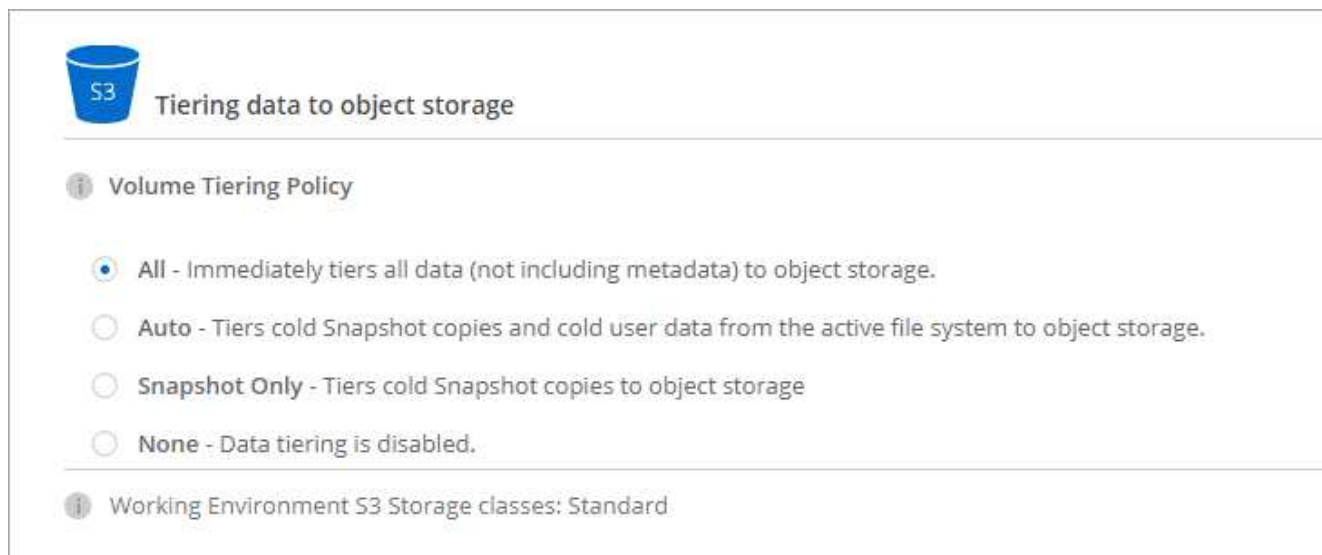 S3
Tiering data to object storage
i Volume Tiering Policy
All - Immediately tiers all data (not including metadata) to object storage.
Auto - Tiers cold Snapshot copies and cold user data from the active file system to object storage.
Snapshot Only - Tiers cold Snapshot copies to object storage
None - Data tiering is disabled.
i Working Environment S3 Storage classes: Standard